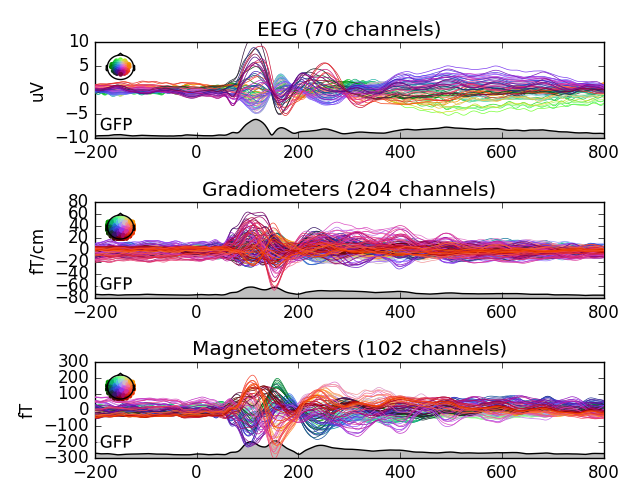 EEG (70 channels)
10
5
0
−5
−10
uV
GFP
−200 0 200 400 600 800
Gradiometers (204 channels)
80
60
40
20
0
−20
−40
−60
−80
fT/cm
GFP
−200 0 200 400 600 800
Magnetometers (102 channels)
300
200
100
0
−100
−200
−300
fT
GFP
−200 0 200 400 600 800